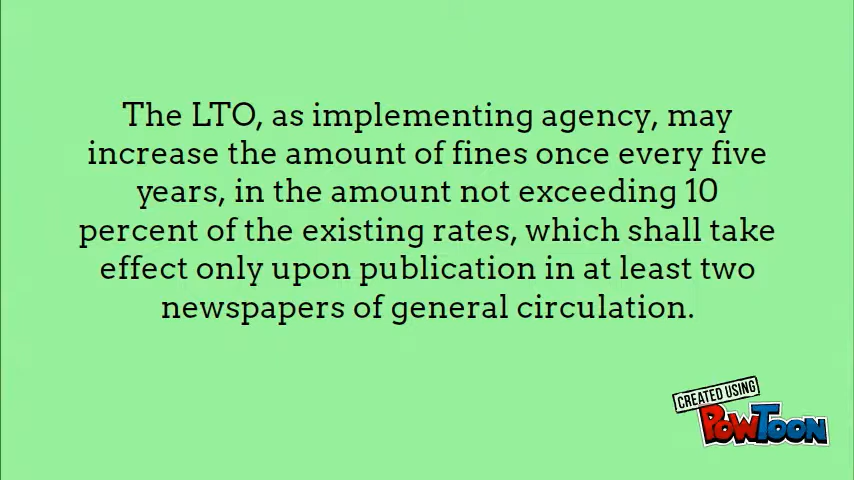 The LTO, as implementing agency, may
increase the amount of fines once every five
years, in the amount not exceeding 10
percent of the existing rates, which shall take
effect only upon publication in at least two
newspapers of general circulation.
CREATED USING
POWTOON